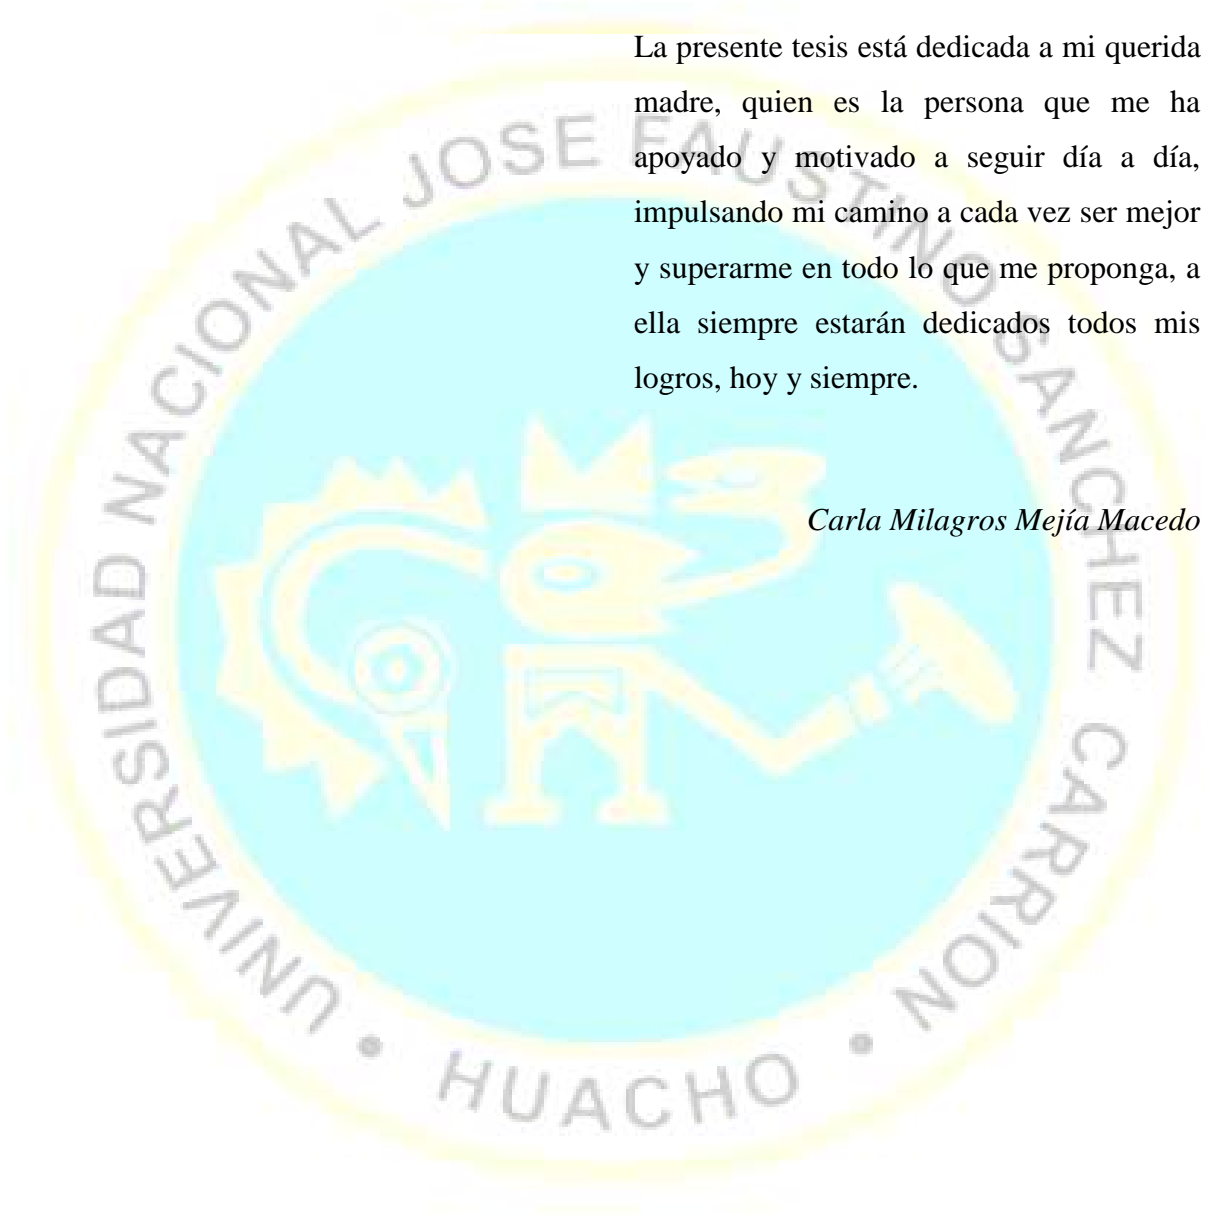 La presente tesis está dedicada a mi querida
madre, quien es la persona que me ha
apoyado y motivado a seguir día a día,
impulsando mi camino a cada vez ser mejor
y superarme en todo lo que me proponga, a
ella siempre estarán dedicados todos mis
logros, hoy y siempre.
Carla Milagros Mejía Macedo
UNIVERSIDAD NACIONAL JOSE FAUSTINO SANCHEZ CARRION • HUACHO •